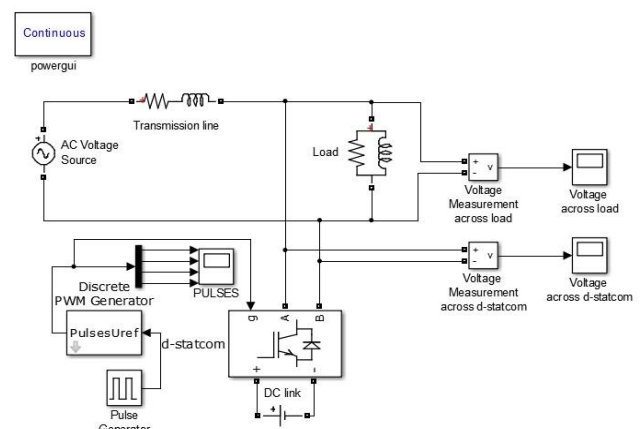 Continuous
powergui
Transmission line
AC Voltage
Source
Load
+
-
v
Voltage
Measurement
across load
Voltage
across load
+
-
v
Voltage
Measurement
across d-statcom
Voltage
across d-statcom
Discrete
PWM Generator
PULSES
PulsesUref
d-statcom
g
A
B
+
-
DC link
+
Pulse
Generator